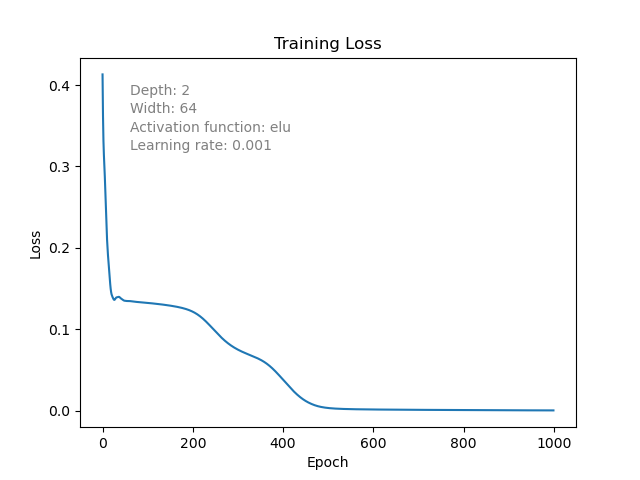 Training Loss
Depth: 2
Width: 64
Activation function: elu
Learning rate: 0.001
Loss
0.4
0.3
0.2
0.1
0.0
0 200 400 600 800 1000
Epoch